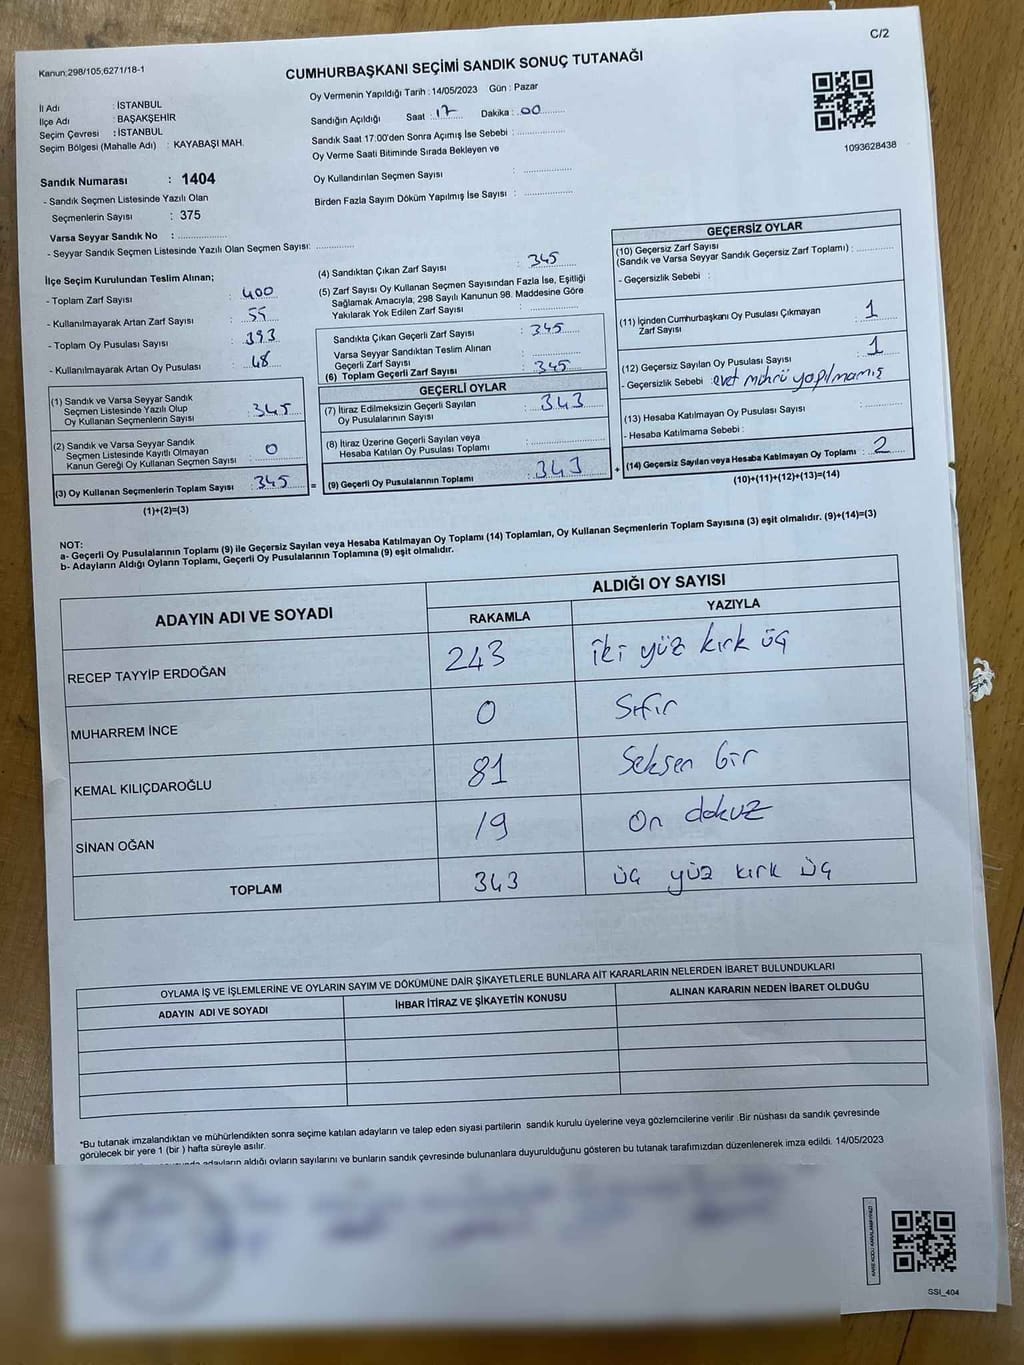 C/2
Kanun;298/105;6271/18-1
CUMHURBAŞKANI SEÇİMİ SANDIK SONUÇ TUTANAĞI
İl Adı : İSTANBUL
İlçe Adı : BAŞAKŞEHİR
Seçim Çevresi : İSTANBUL
Seçim Bölgesi (Mahalle Adı) : KAYABAŞI MAH.
Sandık Numarası : 1404
- Sandık Seçmen Listesinde Yazılı Olan
Seçmenlerin Sayısı : 375
Varsa Seyyar Sandık No :
- Seyyar Sandık Seçmen Listesinde Yazılı Olan Seçmen Sayısı:
Oy Vermenin Yapıldığı Tarih : 14/05/2023 Gün : Pazar
Sandığın Açıldığı Saat : 17 Dakika : 00
Sandık Saat 17:00'den Sonra Açımış İse Sebebi :
Oy Verme Saati Bitiminde Sırada Bekleyen ve
Oy Kullandırılan Seçmen Sayısı :
Birden Fazla Sayım Döküm Yapılmış İse Sayısı :
1093628438
İlçe Seçim Kurulundan Teslim Alınan;
- Toplam Zarf Sayısı : 400
- Kullanılmayarak Artan Zarf Sayısı : 55
- Toplam Oy Pusulası Sayısı : 393
- Kullanılmayarak Artan Oy Pusulası : 48
(1) Sandık ve Varsa Seyyar Sandık
Seçmen Listesinde Yazılı Olup
Oy Kullanan Seçmenlerin Sayısı : 345
(2) Sandık ve Varsa Seyyar Sandık
Seçmen Listesinde Kayıtlı Olmayan
Kanun Gereği Oy Kullanan Seçmen Sayısı : 0
(3) Oy Kullanan Seçmenlerin Toplam Sayısı : 345
(1)+(2)=(3)
(4) Sandıktan Çıkan Zarf Sayısı : 345
(5) Zarf Sayısı Oy Kullanan Seçmen Sayısından Fazla İse, Eşitliği
Sağlamak Amacıyla, 298 Sayılı Kanunun 98. Maddesine Göre
Yakılarak Yok Edilen Zarf Sayısı :
Sandıkta Çıkan Geçerli Zarf Sayısı : 345
Varsa Seyyar Sandıktan Teslim Alınan
Geçerli Zarf Sayısı :
(6) Toplam Geçerli Zarf Sayısı : 345
GEÇERLİ OYLAR
(7) İtiraz Edilmeksizin Geçerli Sayılan
Oy Pusulalarının Sayısı : 343
(8) İtiraz Üzerine Geçerli Sayılan veya
Hesaba Katılan Oy Pusulası Toplamı :
= (9) Geçerli Oy Pusulalarının Toplamı : 343
GEÇERSİZ OYLAR
(10) Geçersiz Zarf Sayısı
(Sandık ve Varsa Seyyar Sandık Geçersiz Zarf Toplamı) :
- Geçersizlik Sebebi :
(11) İçinden Cumhurbaşkanı Oy Pusulası Çıkmayan
Zarf Sayısı : 1
(12) Geçersiz Sayılan Oy Pusulası Sayısı : 1
- Geçersizlik Sebebi : evet mührü yapılmamış
(13) Hesaba Katılmayan Oy Pusulası Sayısı :
- Hesaba Katılmama Sebebi :
+ (14) Geçersiz Sayılan veya Hesaba Katılmayan Oy Toplamı : 2
(10)+(11)+(12)+(13)=(14)
NOT:
a- Geçerli Oy Pusulalarının Toplamı (9) ile Geçersiz Sayılan veya Hesaba Katılmayan Oy Toplamı (14) Toplamları, Oy Kullanan Seçmenlerin Toplam Sayısına (3) eşit olmalıdır. (9)+(14)=(3)
b- Adayların Aldığı Oyların Toplamı, Geçerli Oy Pusulalarının Toplamına (9) eşit olmalıdır.
ADAYIN ADI VE SOYADI
ALDIĞI OY SAYISI
RAKAMLA YAZIYLA
RECEP TAYYİP ERDOĞAN 243 iki yüz kırk üç
MUHARREM İNCE 0 Sıfır
KEMAL KILIÇDAROĞLU 81 Seksen bir
SİNAN OĞAN 19 On dokuz
TOPLAM 343 üç yüz kırk üç
OYLAMA İŞ VE İŞLEMLERİNE VE OYLARIN SAYIM VE DÖKÜMÜNE DAİR ŞİKAYETLERLE BUNLARA AİT KARARLARIN NELERDEN İBARET BULUNDUKLARI
ADAYIN ADI VE SOYADI İHBAR İTİRAZ VE ŞİKAYETİN KONUSU ALINAN KARARIN NEDEN İBARET OLDUĞU
*Bu tutanak imzalandıktan ve mühürlendikten sonra seçime katılan adayların ve talep eden siyasi partilerin sandık kurulu üyelerine veya gözlemcilerine verilir. Bir nüshası da sandık çevresinde
görülecek bir yere 1 (bir) hafta süreyle asılır.
adayların aldığı oyların sayılarını ve bunların sandık çevresinde bulunanlara duyurulduğunu gösteren bu tutanak tarafımızdan düzenlenerek imza edildi. 14/05/2023
SSI_404